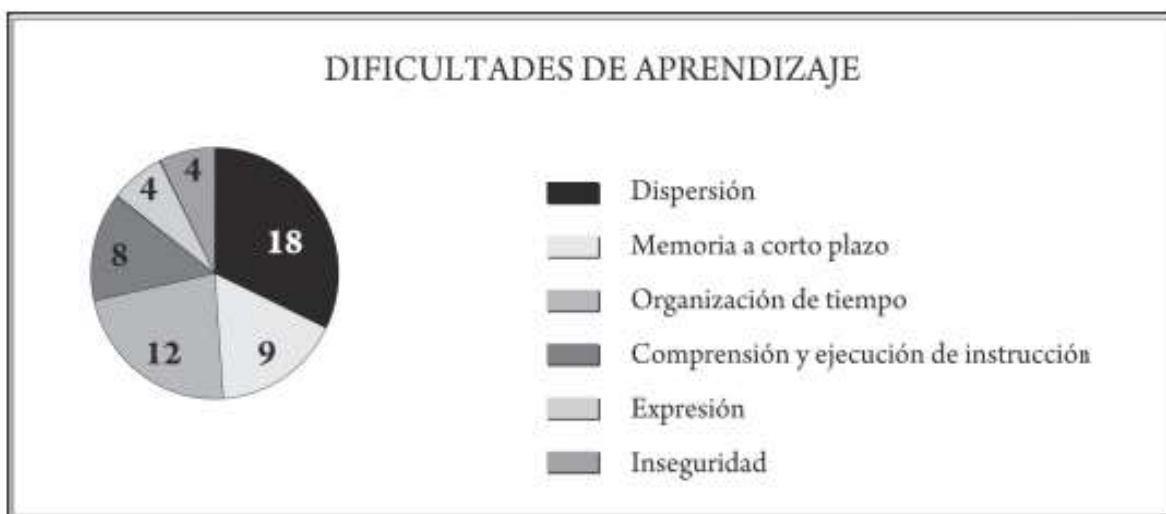 DIFICULTADES DE APRENDIZAJE
4
4
18
8
12
9
Dispersión
Memoria a corto plazo
Organización de tiempo
Comprensión y ejecución de instrucción
Expresión
Inseguridad